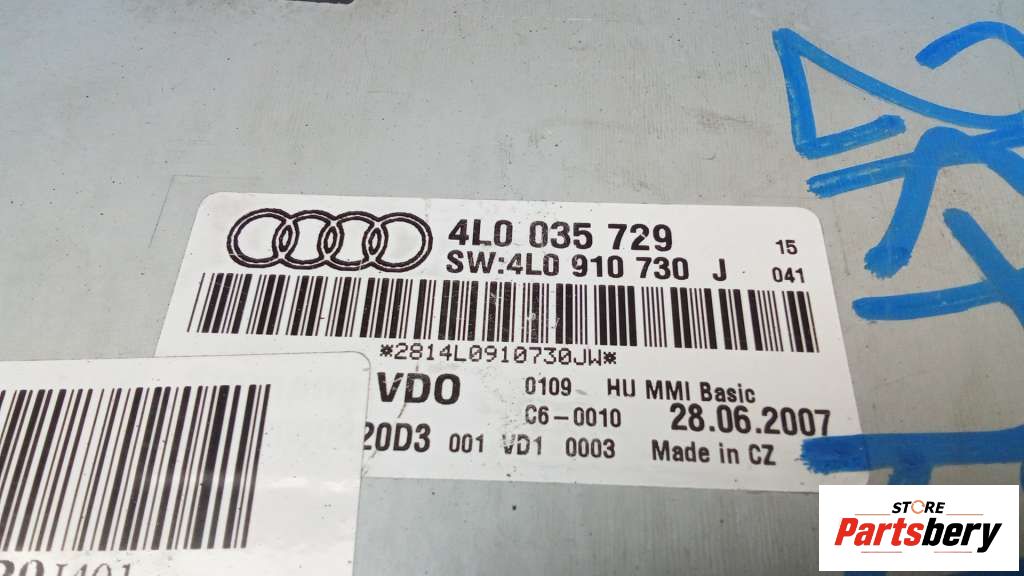 4L0 035 729 15
SW:4L0 910 730 J 041
*2814L0910730JW*
VDO 0109 HU MMI Basic
C6-0010 28.06.2007
20D3 001 VD1 0003 Made in CZ
STORE
Partsbery